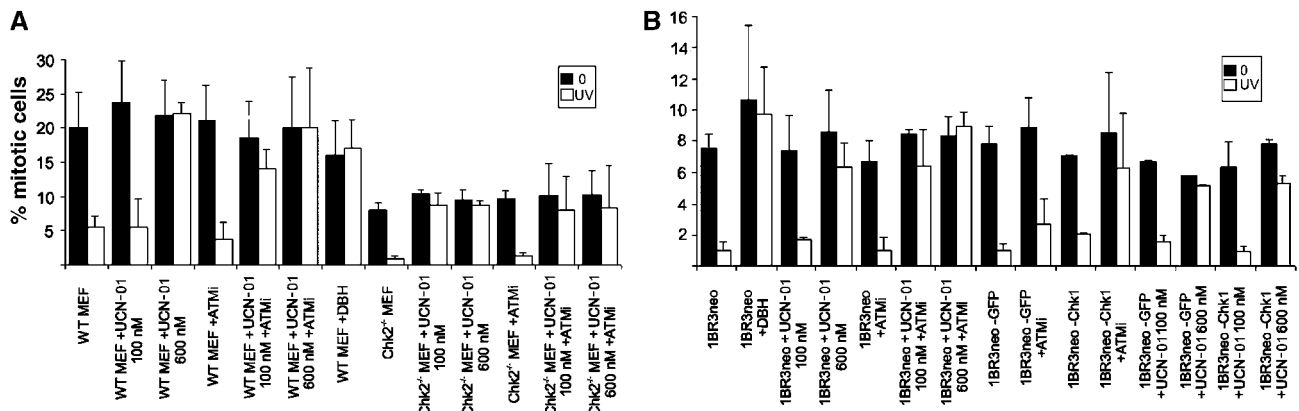 A
% mitotic cells
30
25
20
15
10
5
0
UV
WT MEF
WT MEF +UCN-01
100 nM
WT MEF +UCN-01
600 nM
WT MEF +ATMi
WT MEF +UCN-01
100 nM +ATMi
WT MEF +UCN-01
600 nM +ATMi
WT MEF +DBH
Chk2-/- MEF
Chk2-/- MEF + UCN-01
100 nM
Chk2-/- MEF + UCN-01
600 nM
Chk2-/- MEF +ATMi
Chk2-/- MEF + UCN-01
100 nM +ATMi
Chk2-/- MEF + UCN-01
600 nM +ATMi
B
16
14
12
10
8
6
4
2
0
UV
1BR3neo
1BR3neo
+DBH
1BR3neo + UCN-01
100 nM
1BR3neo + UCN-01
600 nM
1BR3neo
+ATMi
1BR3neo + UCN-01
100 nM +ATMi
1BR3neo + UCN-01
600 nM +ATMI
1BR3neo -GFP
1BR3neo -GFP
+ATMi
1BR3neo -Chk1
1BR3neo -Chk1
+ ATMi
1BR3neo -GFP
+UCN-01 100 nM
1BR3neo -GFP
+UCN-01 600 nM
1BR3neo -Chk1
+ UCN-01 100 nM
1BR3neo -Chk1
+UCN-01 600 nM